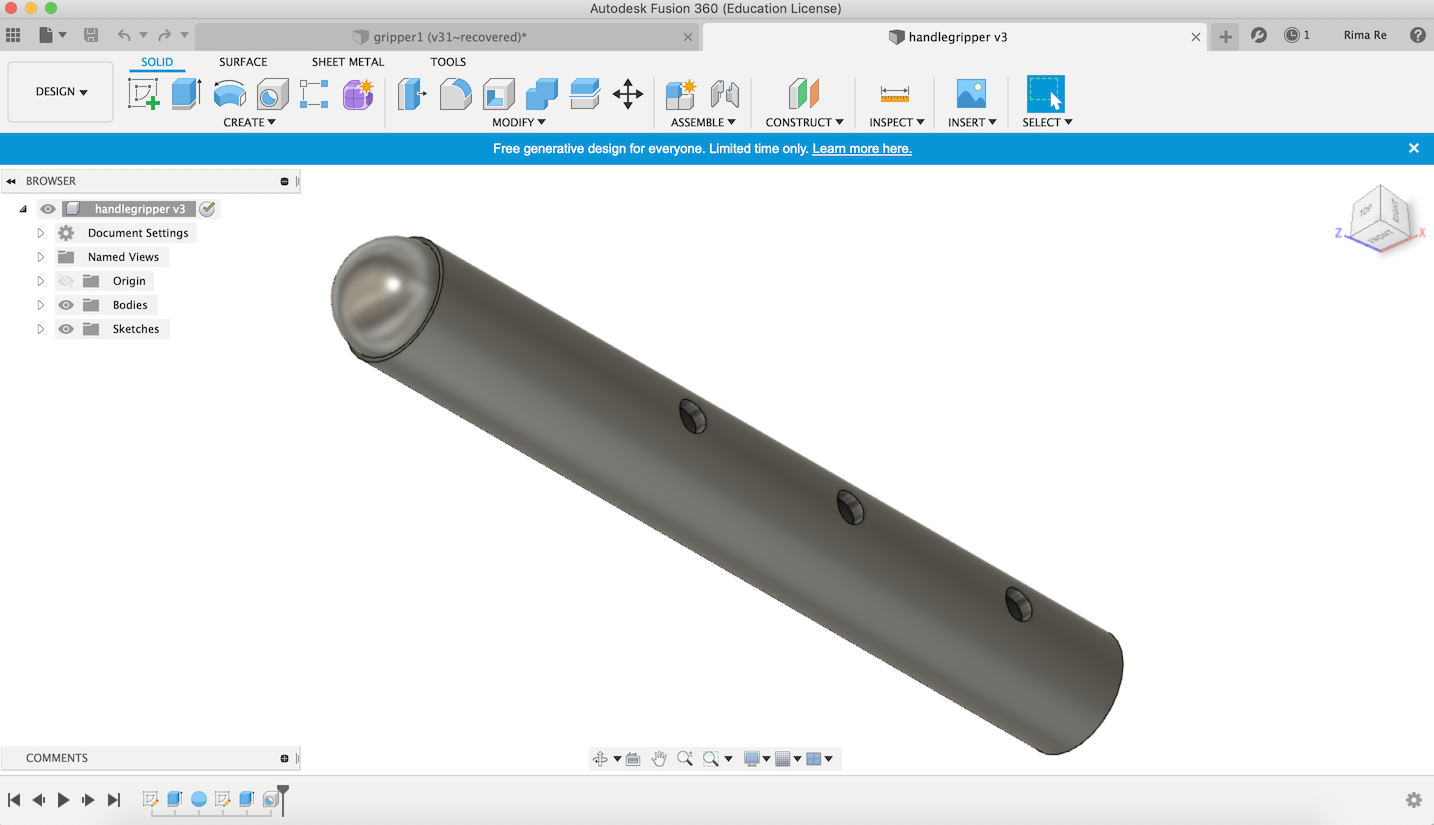 Autodesk Fusion 360 (Education License)
gripper1 (v31~recovered)*
handlegripper v3
1
Rima Re
SOLID SURFACE SHEET METAL TOOLS
DESIGN
CREATE MODIFY ASSEMBLE CONSTRUCT INSPECT INSERT SELECT
Free generative design for everyone. Limited time only. Learn more here.
BROWSER
handlegripper v3
Document Settings
Named Views
Origin
Bodies
Sketches
TOP
RIGHT
FRONT
Z
X
COMMENTS